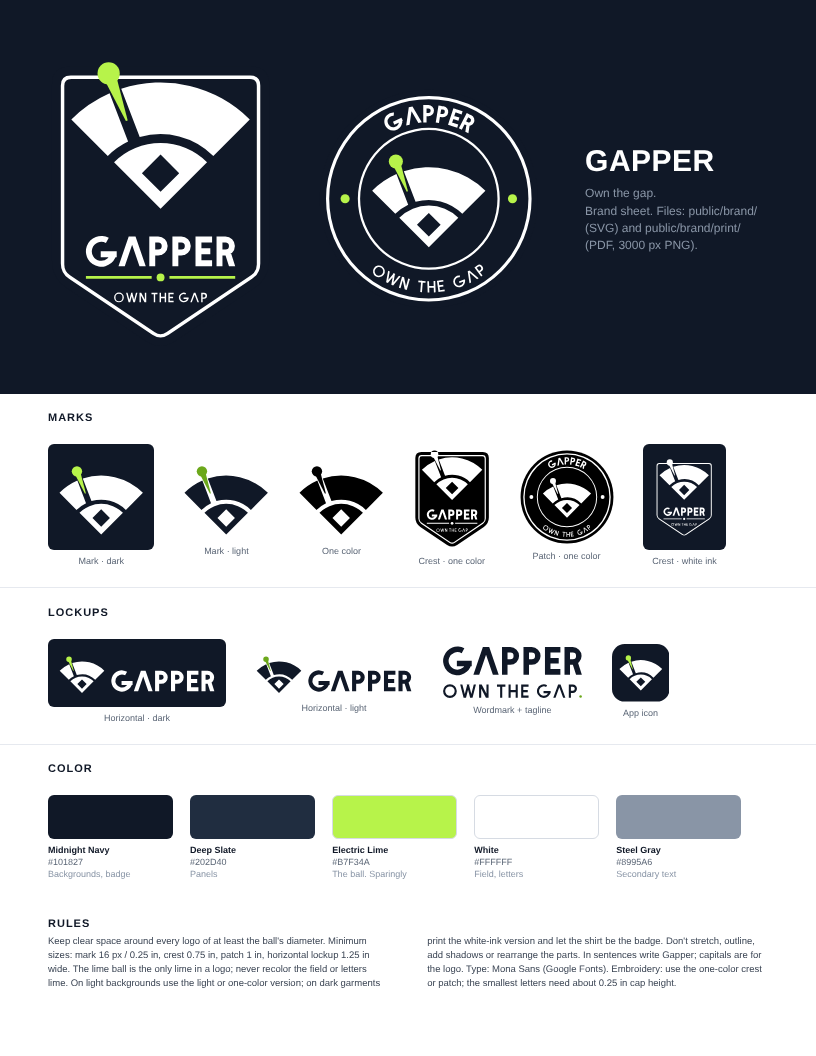 GAPPER
OWN THE GAP
GAPPER
OWN THE GAP
GAPPER
Own the gap.
Brand sheet. Files: public/brand/
(SVG) and public/brand/print/
(PDF, 3000 px PNG).
MARKS
GAPPER
OWN THE GAP
GAPPER
OWN THE GAP
GAPPER
OWN THE GAP
Mark · dark
Mark · light
One color
Crest · one color
Patch · one color
Crest · white ink
LOCKUPS
GAPPER
GAPPER
GAPPER
OWN THE GAP.
Horizontal · dark
Horizontal · light
Wordmark + tagline
App icon
COLOR
Midnight Navy
#101827
Backgrounds, badge
Deep Slate
#202D40
Panels
Electric Lime
#B7F34A
The ball. Sparingly
White
#FFFFFF
Field, letters
Steel Gray
#8995A6
Secondary text
RULES
Keep clear space around every logo of at least the ball's diameter. Minimum
sizes: mark 16 px / 0.25 in, crest 0.75 in, patch 1 in, horizontal lockup 1.25 in
wide. The lime ball is the only lime in a logo; never recolor the field or letters
lime. On light backgrounds use the light or one-color version; on dark garments
print the white-ink version and let the shirt be the badge. Don't stretch, outline,
add shadows or rearrange the parts. In sentences write Gapper; capitals are for
the logo. Type: Mona Sans (Google Fonts). Embroidery: use the one-color crest
or patch; the smallest letters need about 0.25 in cap height.